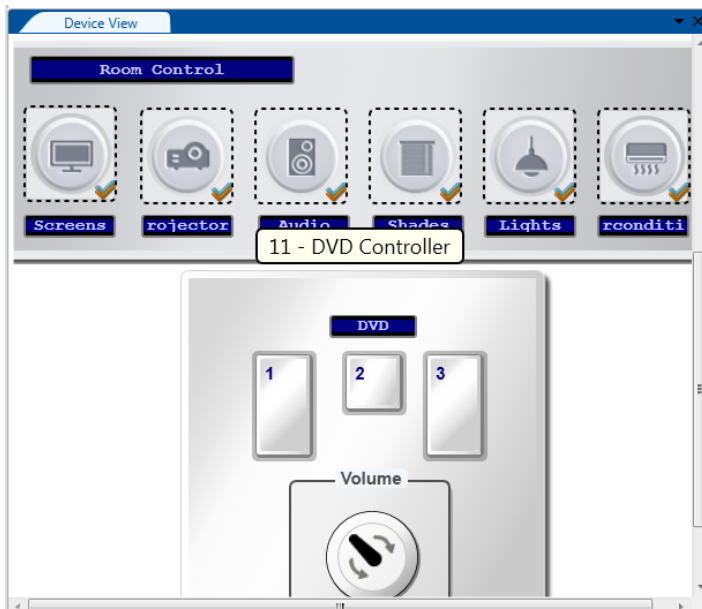 Device View
Room Control
Screens
rojector
Audio
Shades
Lights
rconditi
11 - DVD Controller
DVD
1
2
3
Volume